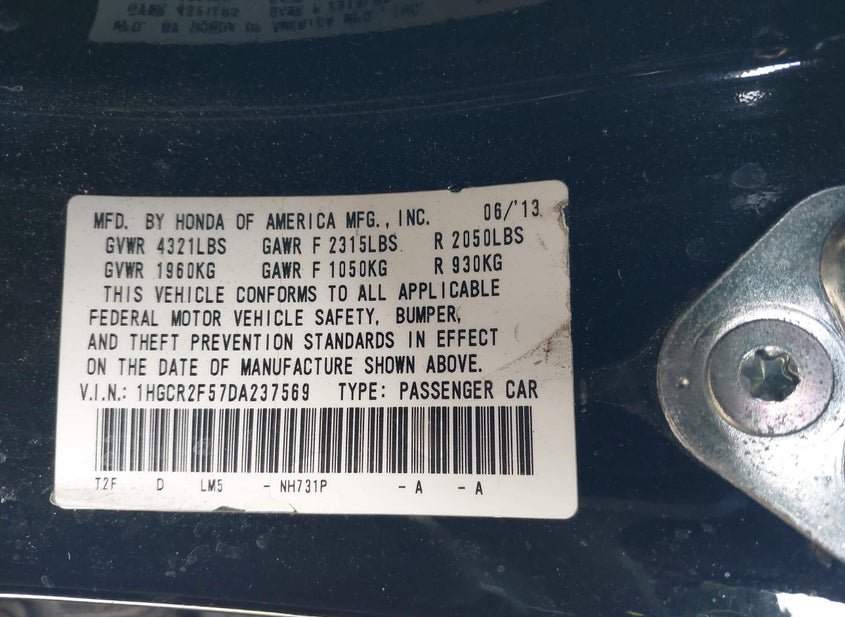 MFD. BY HONDA OF AMERICA MFG., INC. 06/'13
GVWR 4321LBS GAWR F 2315LBS R 2050LBS
GVWR 1960KG GAWR F 1050KG R 930KG
THIS VEHICLE CONFORMS TO ALL APPLICABLE
FEDERAL MOTOR VEHICLE SAFETY, BUMPER,
AND THEFT PREVENTION STANDARDS IN EFFECT
ON THE DATE OF MANUFACTURE SHOWN ABOVE.
V.I.N.: 1HGCR2F57DA237569 TYPE: PASSENGER CAR
T2F D LM5 - NH731P - A - A